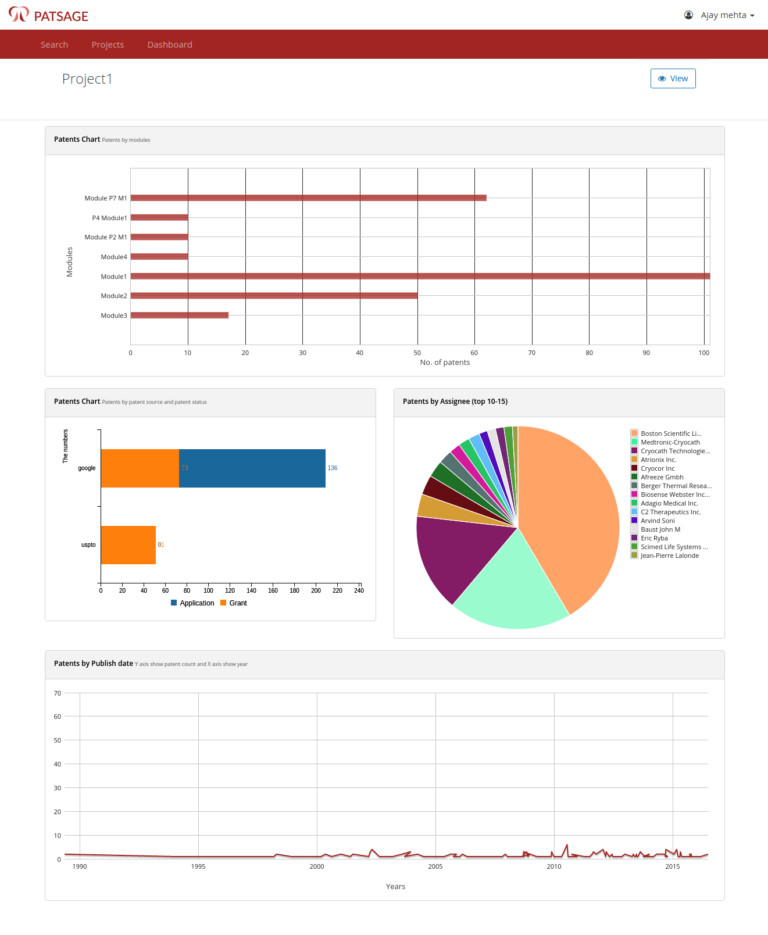 PATSAGE
Ajay mehta
Search Projects Dashboard
Project1
View
Patents Chart Patents by modules
Modules
Module P7 M1
P4 Module1
Module P2 M1
Module4
Module1
Module2
Module3
0 10 20 30 40 50 60 70 80 90 100
No. of patents
Patents Chart Patents by patent source and patent status
The numbers
google
73
136
uspto
0 20 40 60 80 100 120 140 160 180 200 220 240
Application Grant
Patents by Assignee (top 10-15)
Boston Scientific Li...
Medtronic-Cryocath
Cryocath Technologie...
Atrionix Inc.
Cryocor Inc
Afreeze Gmbh
Berger Thermal Resea...
Biosense Webster Inc...
Adagio Medical Inc.
C2 Therapeutics Inc.
Arvind Soni
Baust John M
Eric Ryba
Scimed Life Systems ...
Jean-Pierre Lalonde
Patents by Publish date Y axis show patent count and X axis show year
70
60
50
40
30
20
10
0
1990 1995 2000 2005 2010 2015
Years